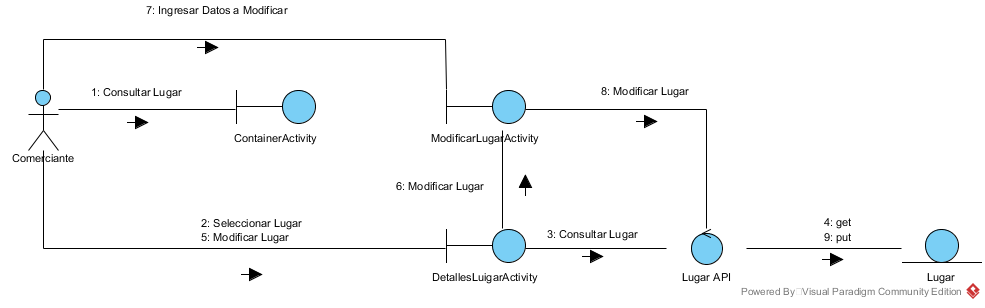 7: Ingresar Datos a Modificar
1: Consultar Lugar
8: Modificar Lugar
ContainerActivity
ModificarLugarActivity
Comerciante
6: Modificar Lugar
2: Seleccionar Lugar
5: Modificar Lugar
3: Consultar Lugar
4: get
9: put
DetallesLuigarActivity
Lugar API
Lugar
Powered By Visual Paradigm Community Edition